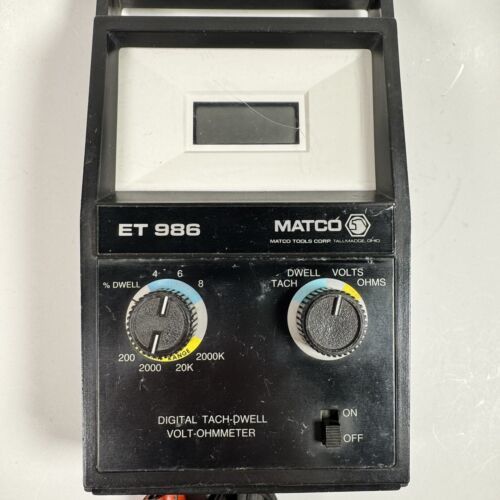 ET 986
MATCO
MATCO TOOLS CORP. TALLMADGE, OHIO
4 6
% DWELL 8
200 2000K
2000 20K
RANGE
DWELL VOLTS
TACH OHMS
DIGITAL TACH-DWELL
VOLT-OHMMETER
ON
OFF